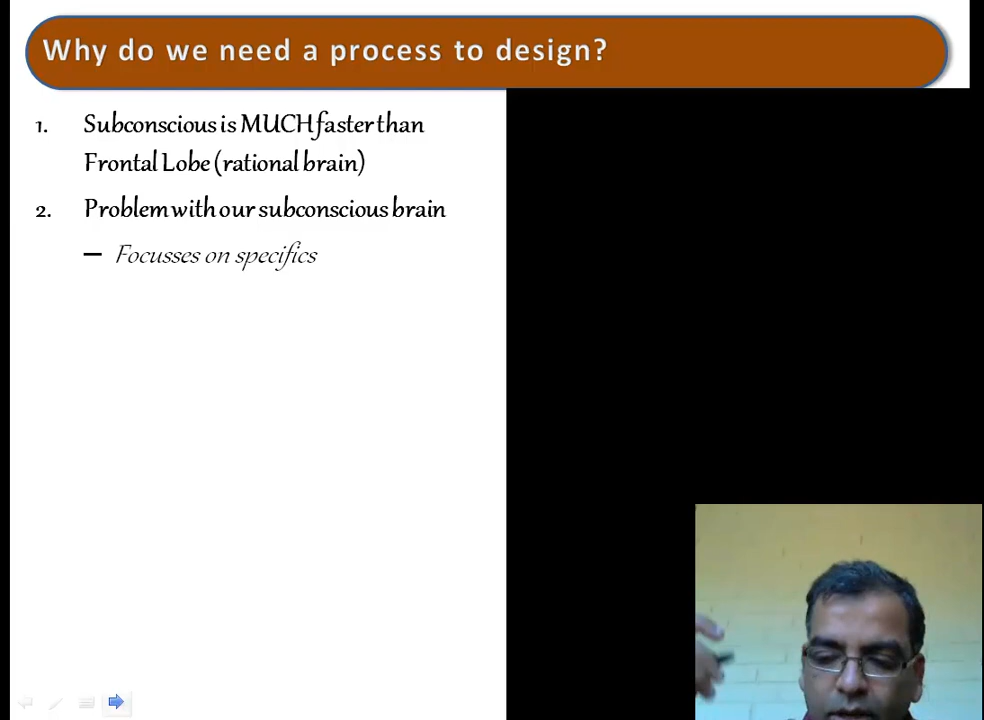 Why do we need a process to design?
1. Subconscious is MUCH faster than
Frontal Lobe (rational brain)
2. Problem with our subconscious brain
– Focusses on specifics